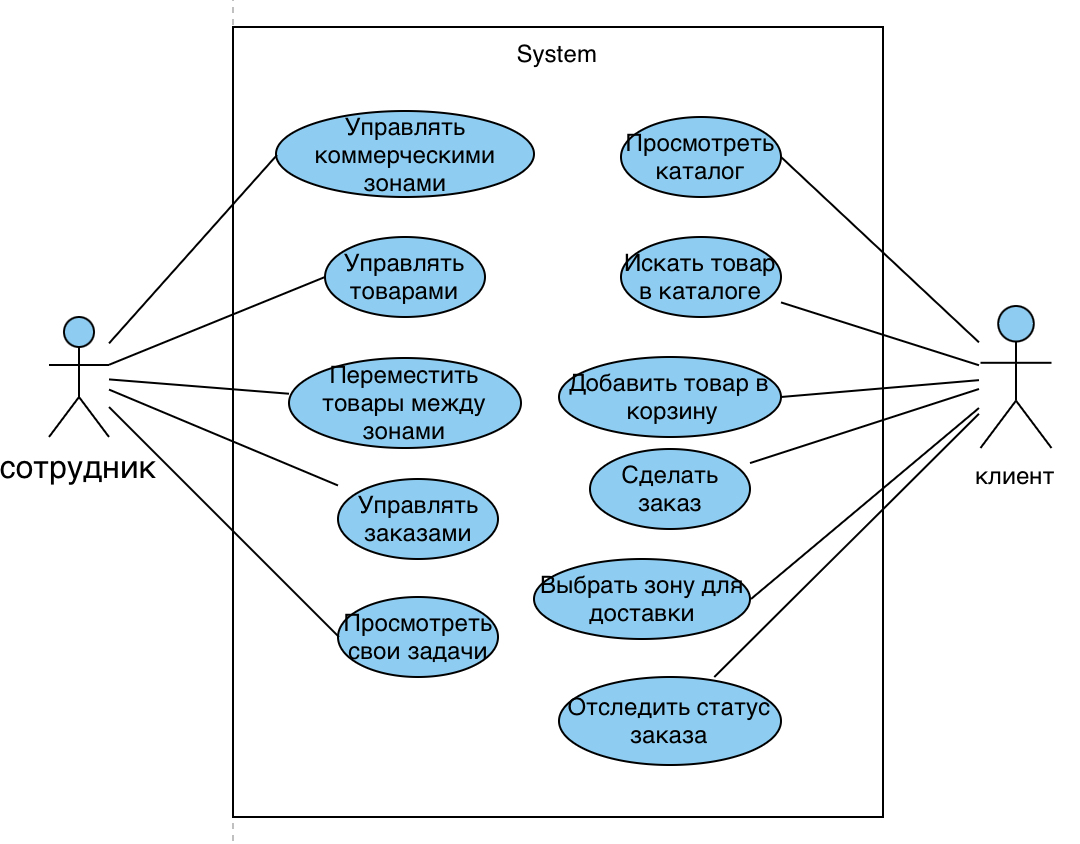 System
Управлять
коммерческими
зонами
Просмотреть
каталог
Управлять
товарами
Искать товар
в каталоге
Переместить
товары между
зонами
Добавить товар в
корзину
сотрудник
клиент
Управлять
заказами
Сделать
заказ
Выбрать зону для
доставки
Просмотреть
свои задачи
Отследить статус
заказа